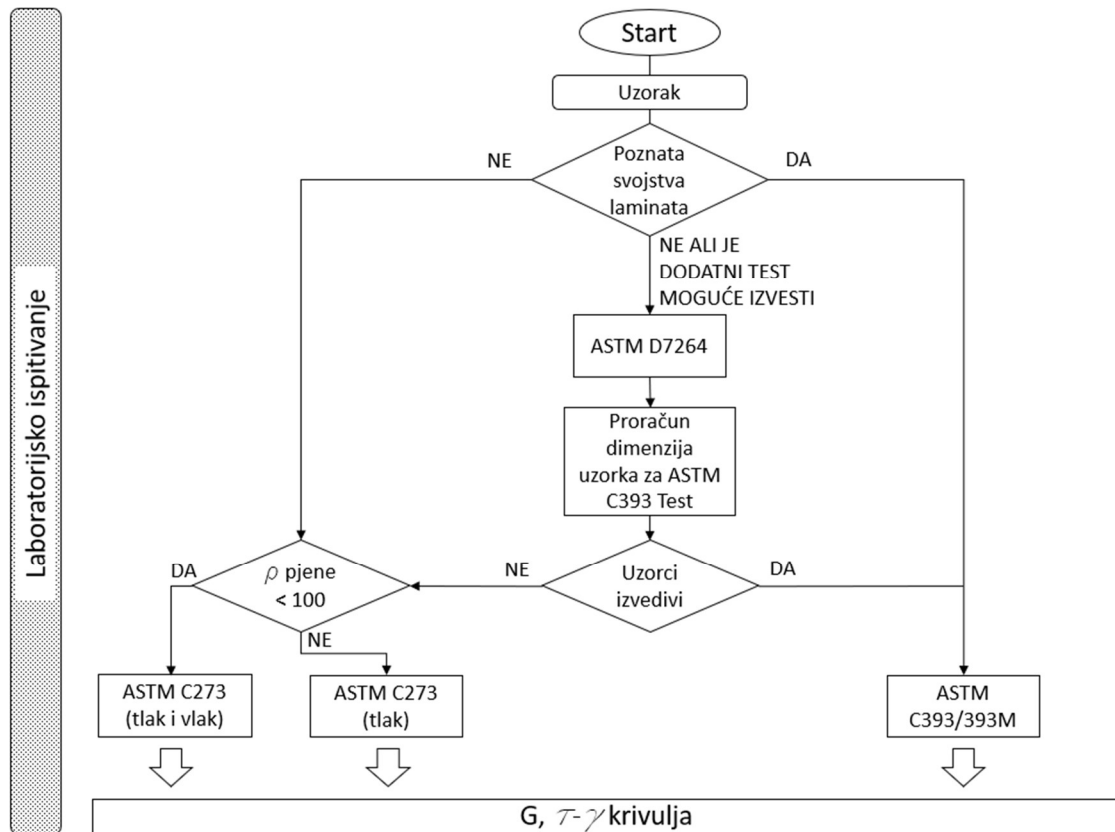 Laboratorijsko ispitivanje
Start
Uzorak
NE
Poznata
svojstva
laminata
DA
NE ALI JE
DODATNI TEST
MOGUĆE IZVESTI
ASTM D7264
Proračun
dimenzija
uzorka za ASTM
C393 Test
DA
ρ pjene
< 100
NE
Uzorci
izvedivi
DA
NE
ASTM C273
(tlak i vlak)
ASTM C273
(tlak)
ASTM
C393/393M
G, τ-γ krivulja